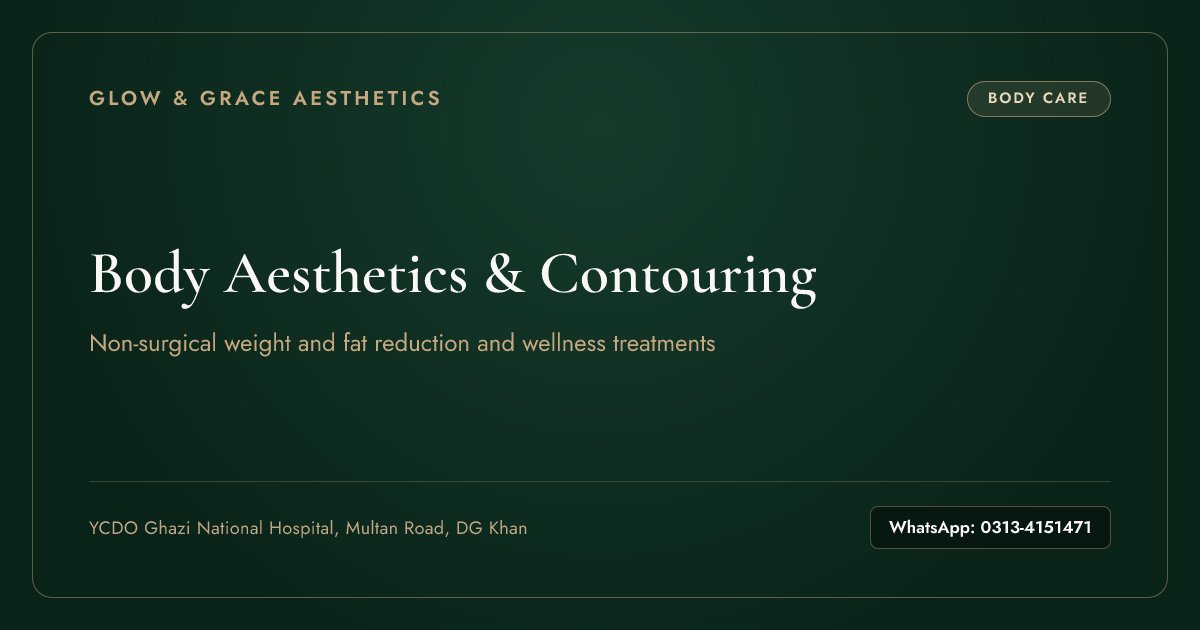 GLOW & GRACE AESTHETICS
BODY CARE
Body Aesthetics & Contouring
Non-surgical weight and fat reduction and wellness treatments
YCDO Ghazi National Hospital, Multan Road, DG Khan
WhatsApp: 0313-4151471